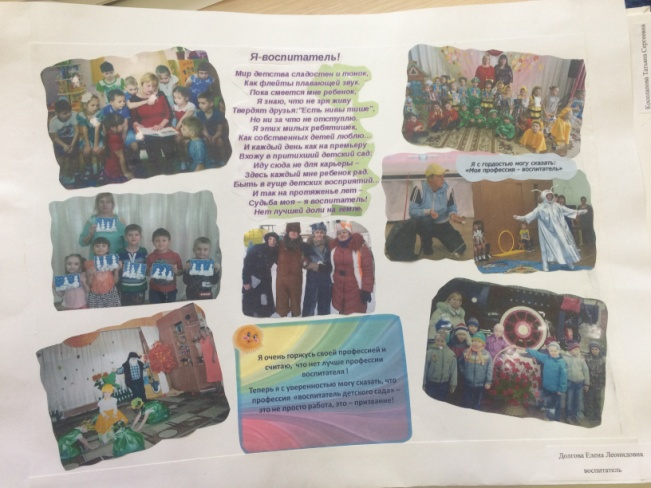 Я-воспитатель!
Мир детства сладостен и тонок,
Как флейты плавающей звук.
Пока смеется мне ребенок,
Я знаю, что не зря живу
Твердят друзья:"Есть нивы тише",
Но ни за что не отступлю.
Я этих милых ребятишек,
Как собственных детей люблю...
И каждый день как на премьеру
Вхожу в притихший детский сад:
Иду сюда не для карьеры –
Здесь каждый мне ребенок рад.
Быть в гуще детских восприятий...
И так на протяженье лет –
Судьба моя – я воспитатель!
Нет лучшей доли на земле.
Я с гордостью могу сказать:
«Моя профессия – воспитатель»
Я очень горжусь своей профессией и
считаю, что нет лучше профессии
воспитателя !
Теперь я с уверенностью могу сказать, что
профессия «воспитатель детского сада» –
это не просто работа, это – призвание!
Долгова Елена Леонидовна
воспитатель
Татьяна Сергеевна